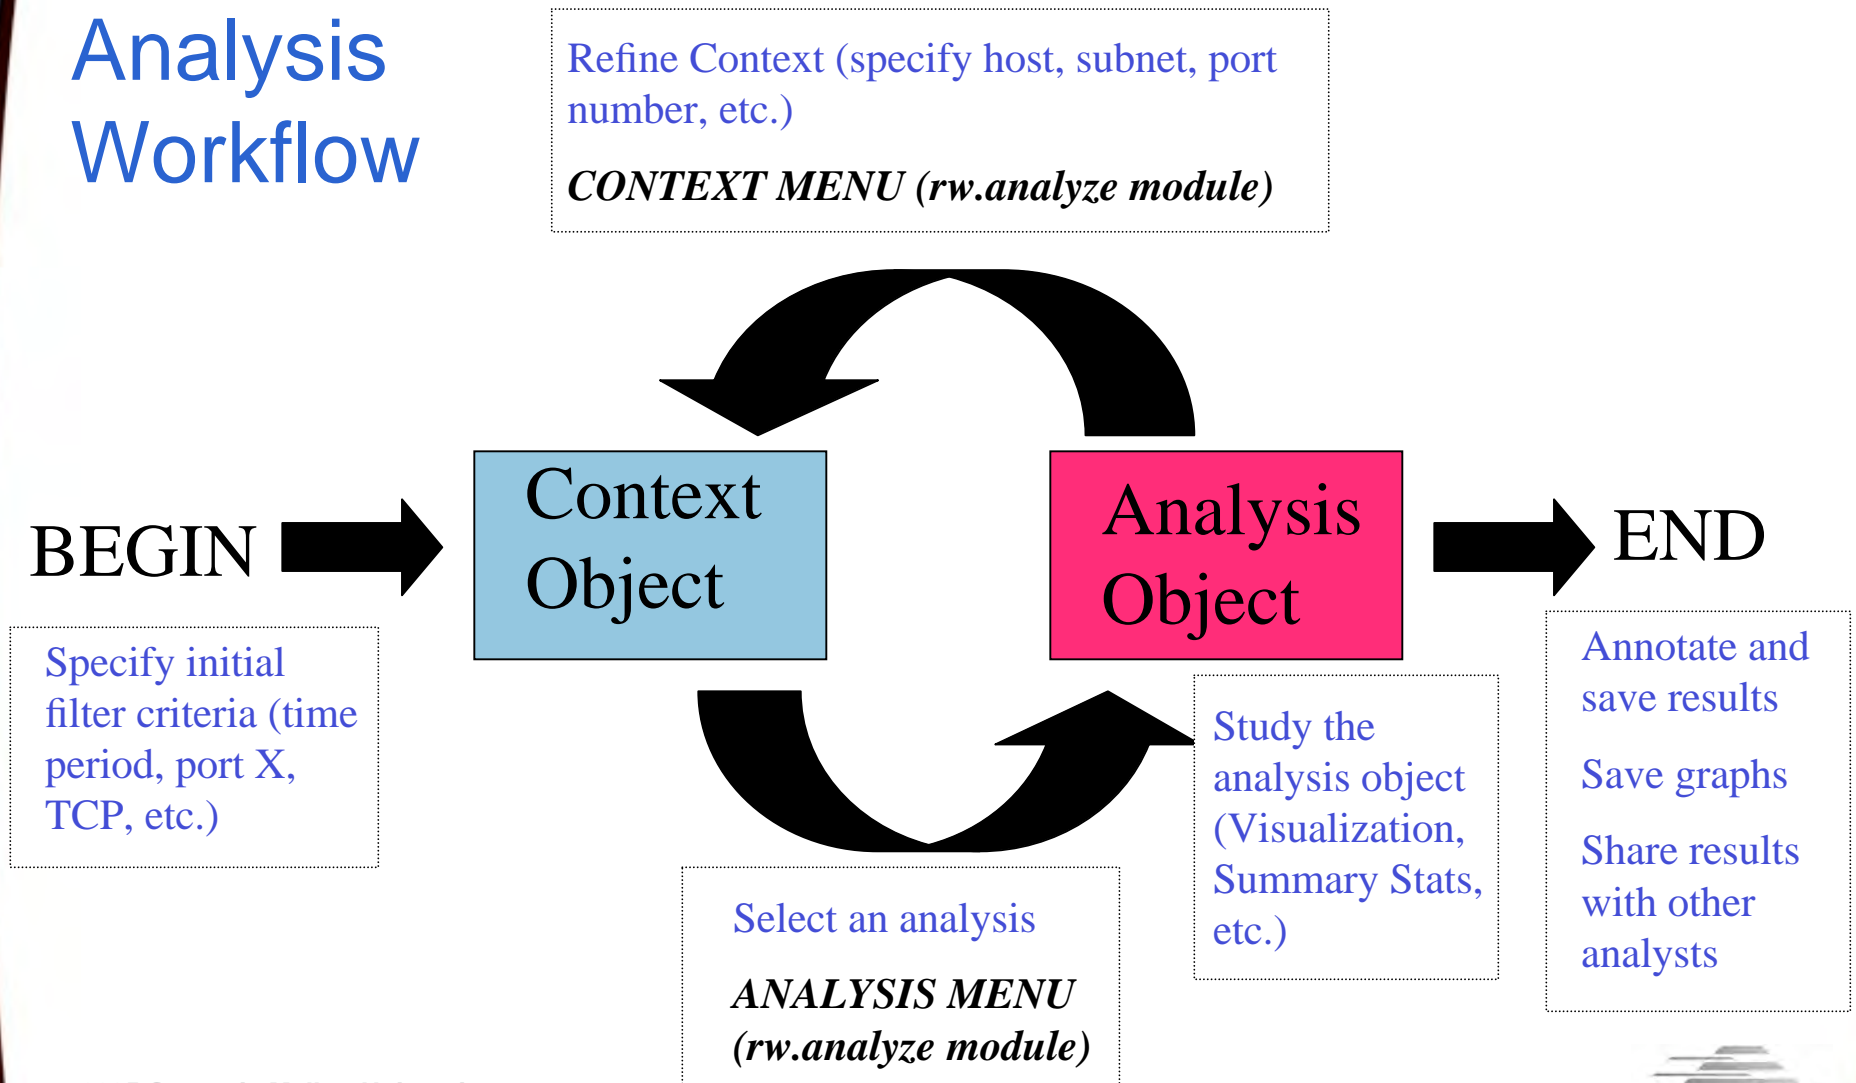 Analysis
Workflow
Refine Context (specify host, subnet, port
number, etc.)
CONTEXT MENU (rw.analyze module)
BEGIN
Context
Object
Analysis
Object
END
Specify initial
filter criteria (time
period, port X,
TCP, etc.)
Select an analysis
ANALYSIS MENU
(rw.analyze module)
Study the
analysis object
(Visualization,
Summary Stats,
etc.)
Annotate and
save results
Save graphs
Share results
with other
analysts